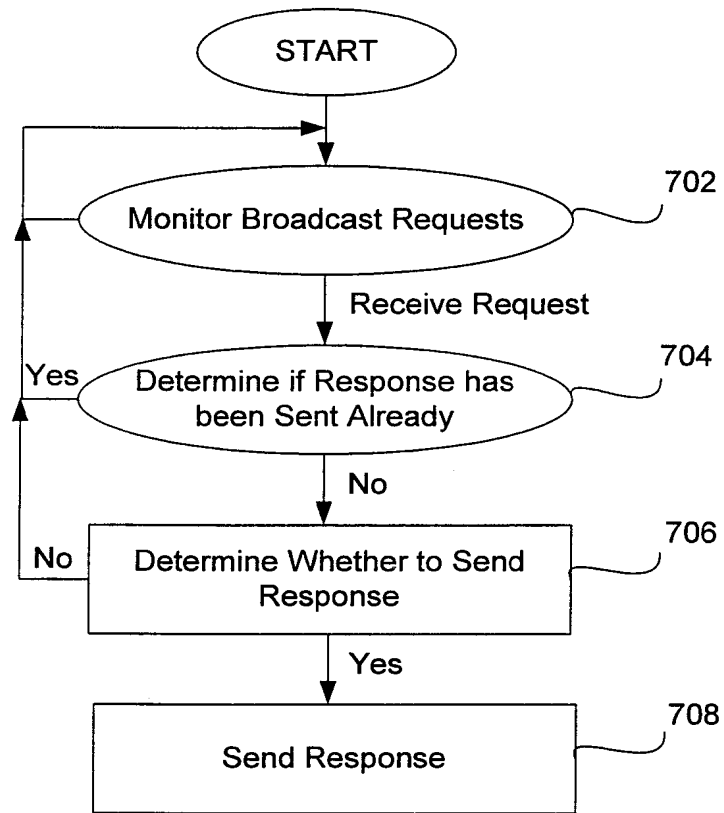 START
702
Monitor Broadcast Requests
Receive Request
704
Yes
Determine if Response has
been Sent Already
No
706
No
Determine Whether to Send
Response
Yes
708
Send Response